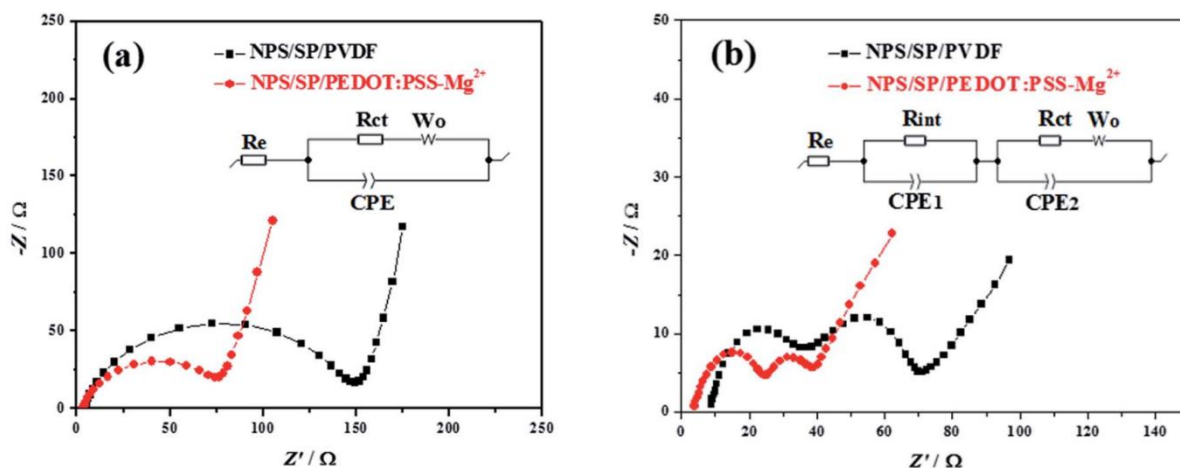 (a)
NPS/SP/PVDF
NPS/SP/PEDOT:PSS-Mg²⁺
Re
Rct
Wo
CPE
-Z / Ω
250
200
150
100
50
0
0 50 100 150 200 250
Z' / Ω
(b)
NPS/SP/PVDF
NPS/SP/PEDOT:PSS-Mg²⁺
Re
Rint
CPE1
Rct
Wo
CPE2
-Z / Ω
50
40
30
20
10
0
0 20 40 60 80 100 120 140
Z' / Ω